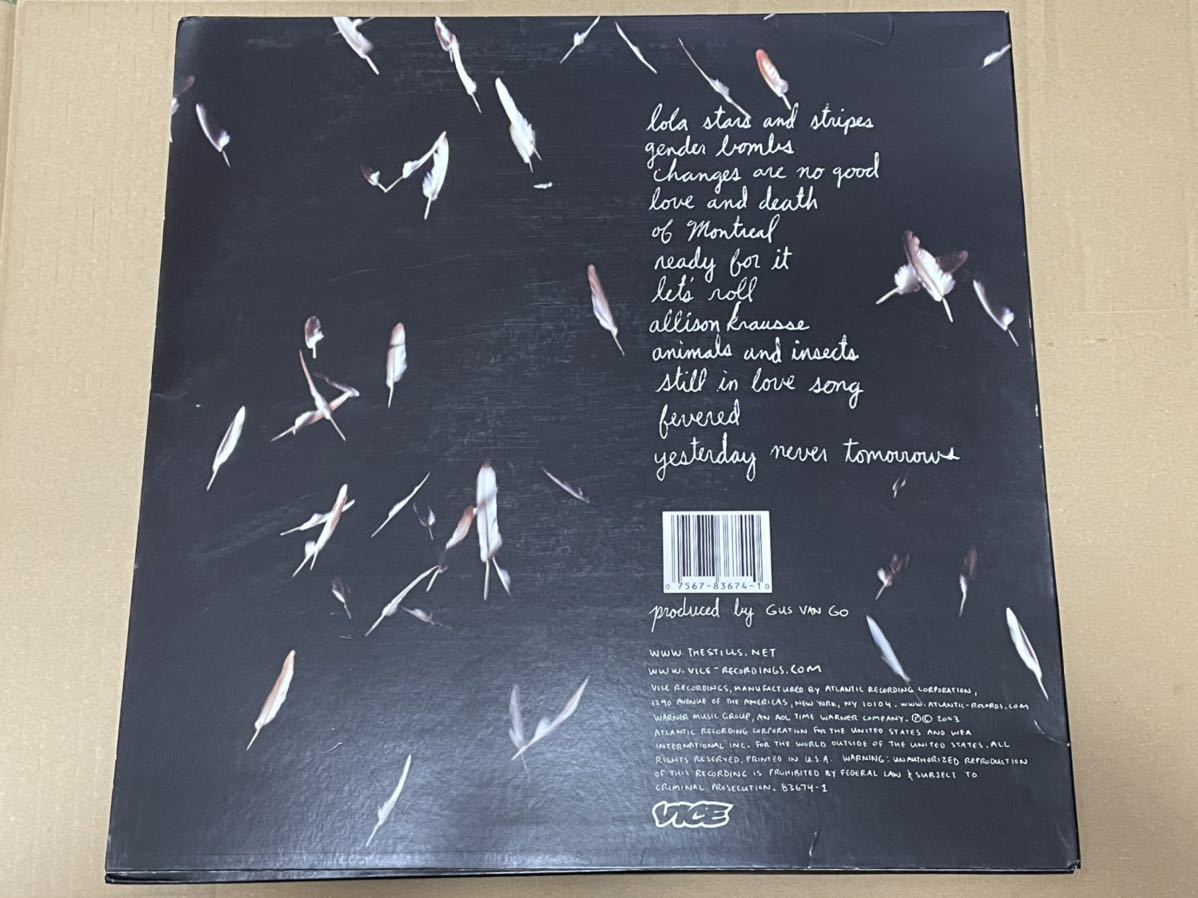 lola stars and stripes
gender bombs
changes are no good
love and death
of Montreal
ready for it
let's roll
allison krausse
animals and insects
still in love song
fevered
yesterday never tomorrows
0 7567-83674-1 0
produced by GUS VAN GO
WWW.THESTILLS.NET
WWW.VICE-RECORDINGS.COM
VICE RECORDINGS, MANUFACTURED BY ATLANTIC RECORDING CORPORATION,
1290 AVENUE OF THE AMERICAS, NEW YORK, NY 10104. WWW.ATLANTIC-RECORDS.COM
WARNER MUSIC GROUP, AN AOL TIME WARNER COMPANY. ℗© 2003
ATLANTIC RECORDING CORPORATION FOR THE UNITED STATES AND WEA
INTERNATIONAL INC. FOR THE WORLD OUTSIDE OF THE UNITED STATES. ALL
RIGHTS RESERVED. PRINTED IN U.S.A. WARNING: UNAUTHORIZED REPRODUCTION
OF THIS RECORDING IS PROHIBITED BY FEDERAL LAW & SUBJECT TO
CRIMINAL PROSECUTION. 83674-1
VICE